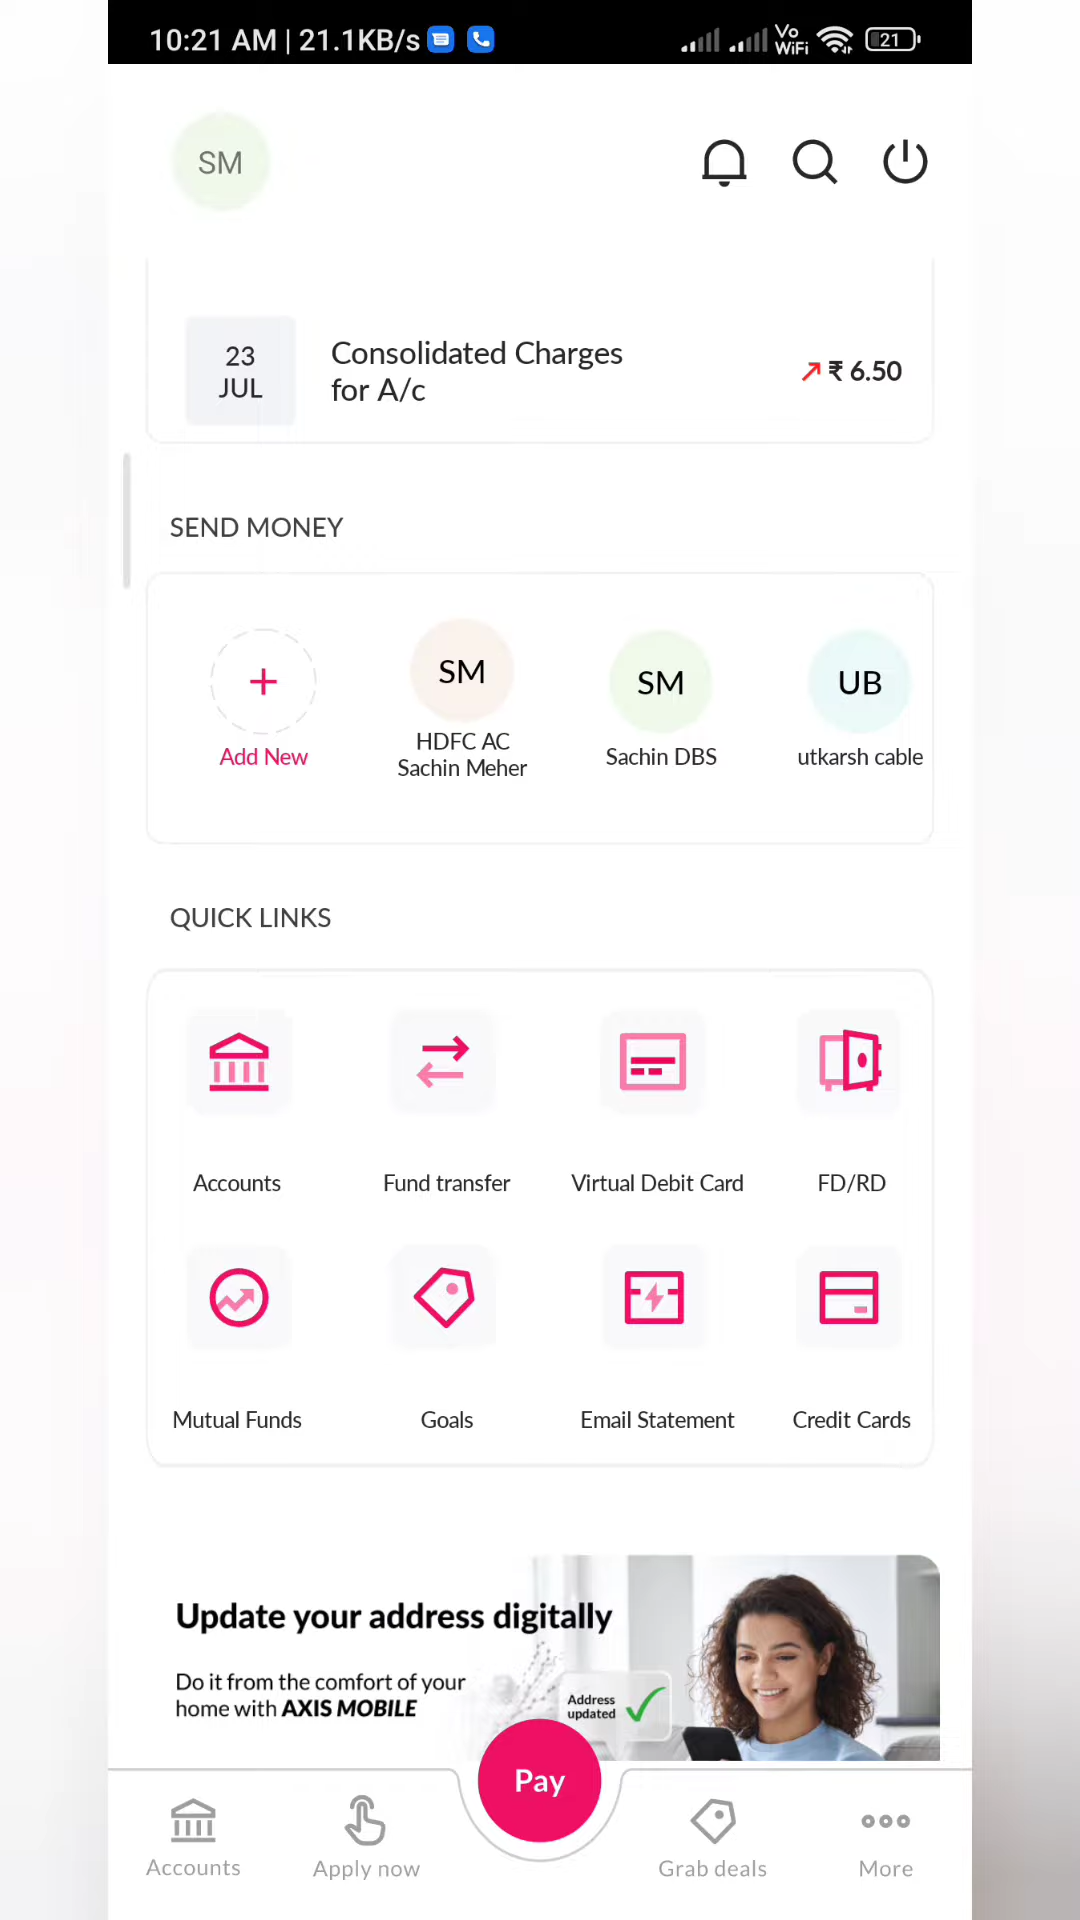 10:21 AM | 21.1KB/s
Vo
WiFi
21
SM
23
JUL
Consolidated Charges
for A/c
₹ 6.50
SEND MONEY
+
Add New
SM
HDFC AC
Sachin Meher
SM
Sachin DBS
UB
utkarsh cable
QUICK LINKS
Accounts
Fund transfer
Virtual Debit Card
FD/RD
Mutual Funds
Goals
Email Statement
Credit Cards
Update your address digitally
Do it from the comfort of your
home with AXIS MOBILE
Address
updated
Pay
Accounts
Apply now
Grab deals
More